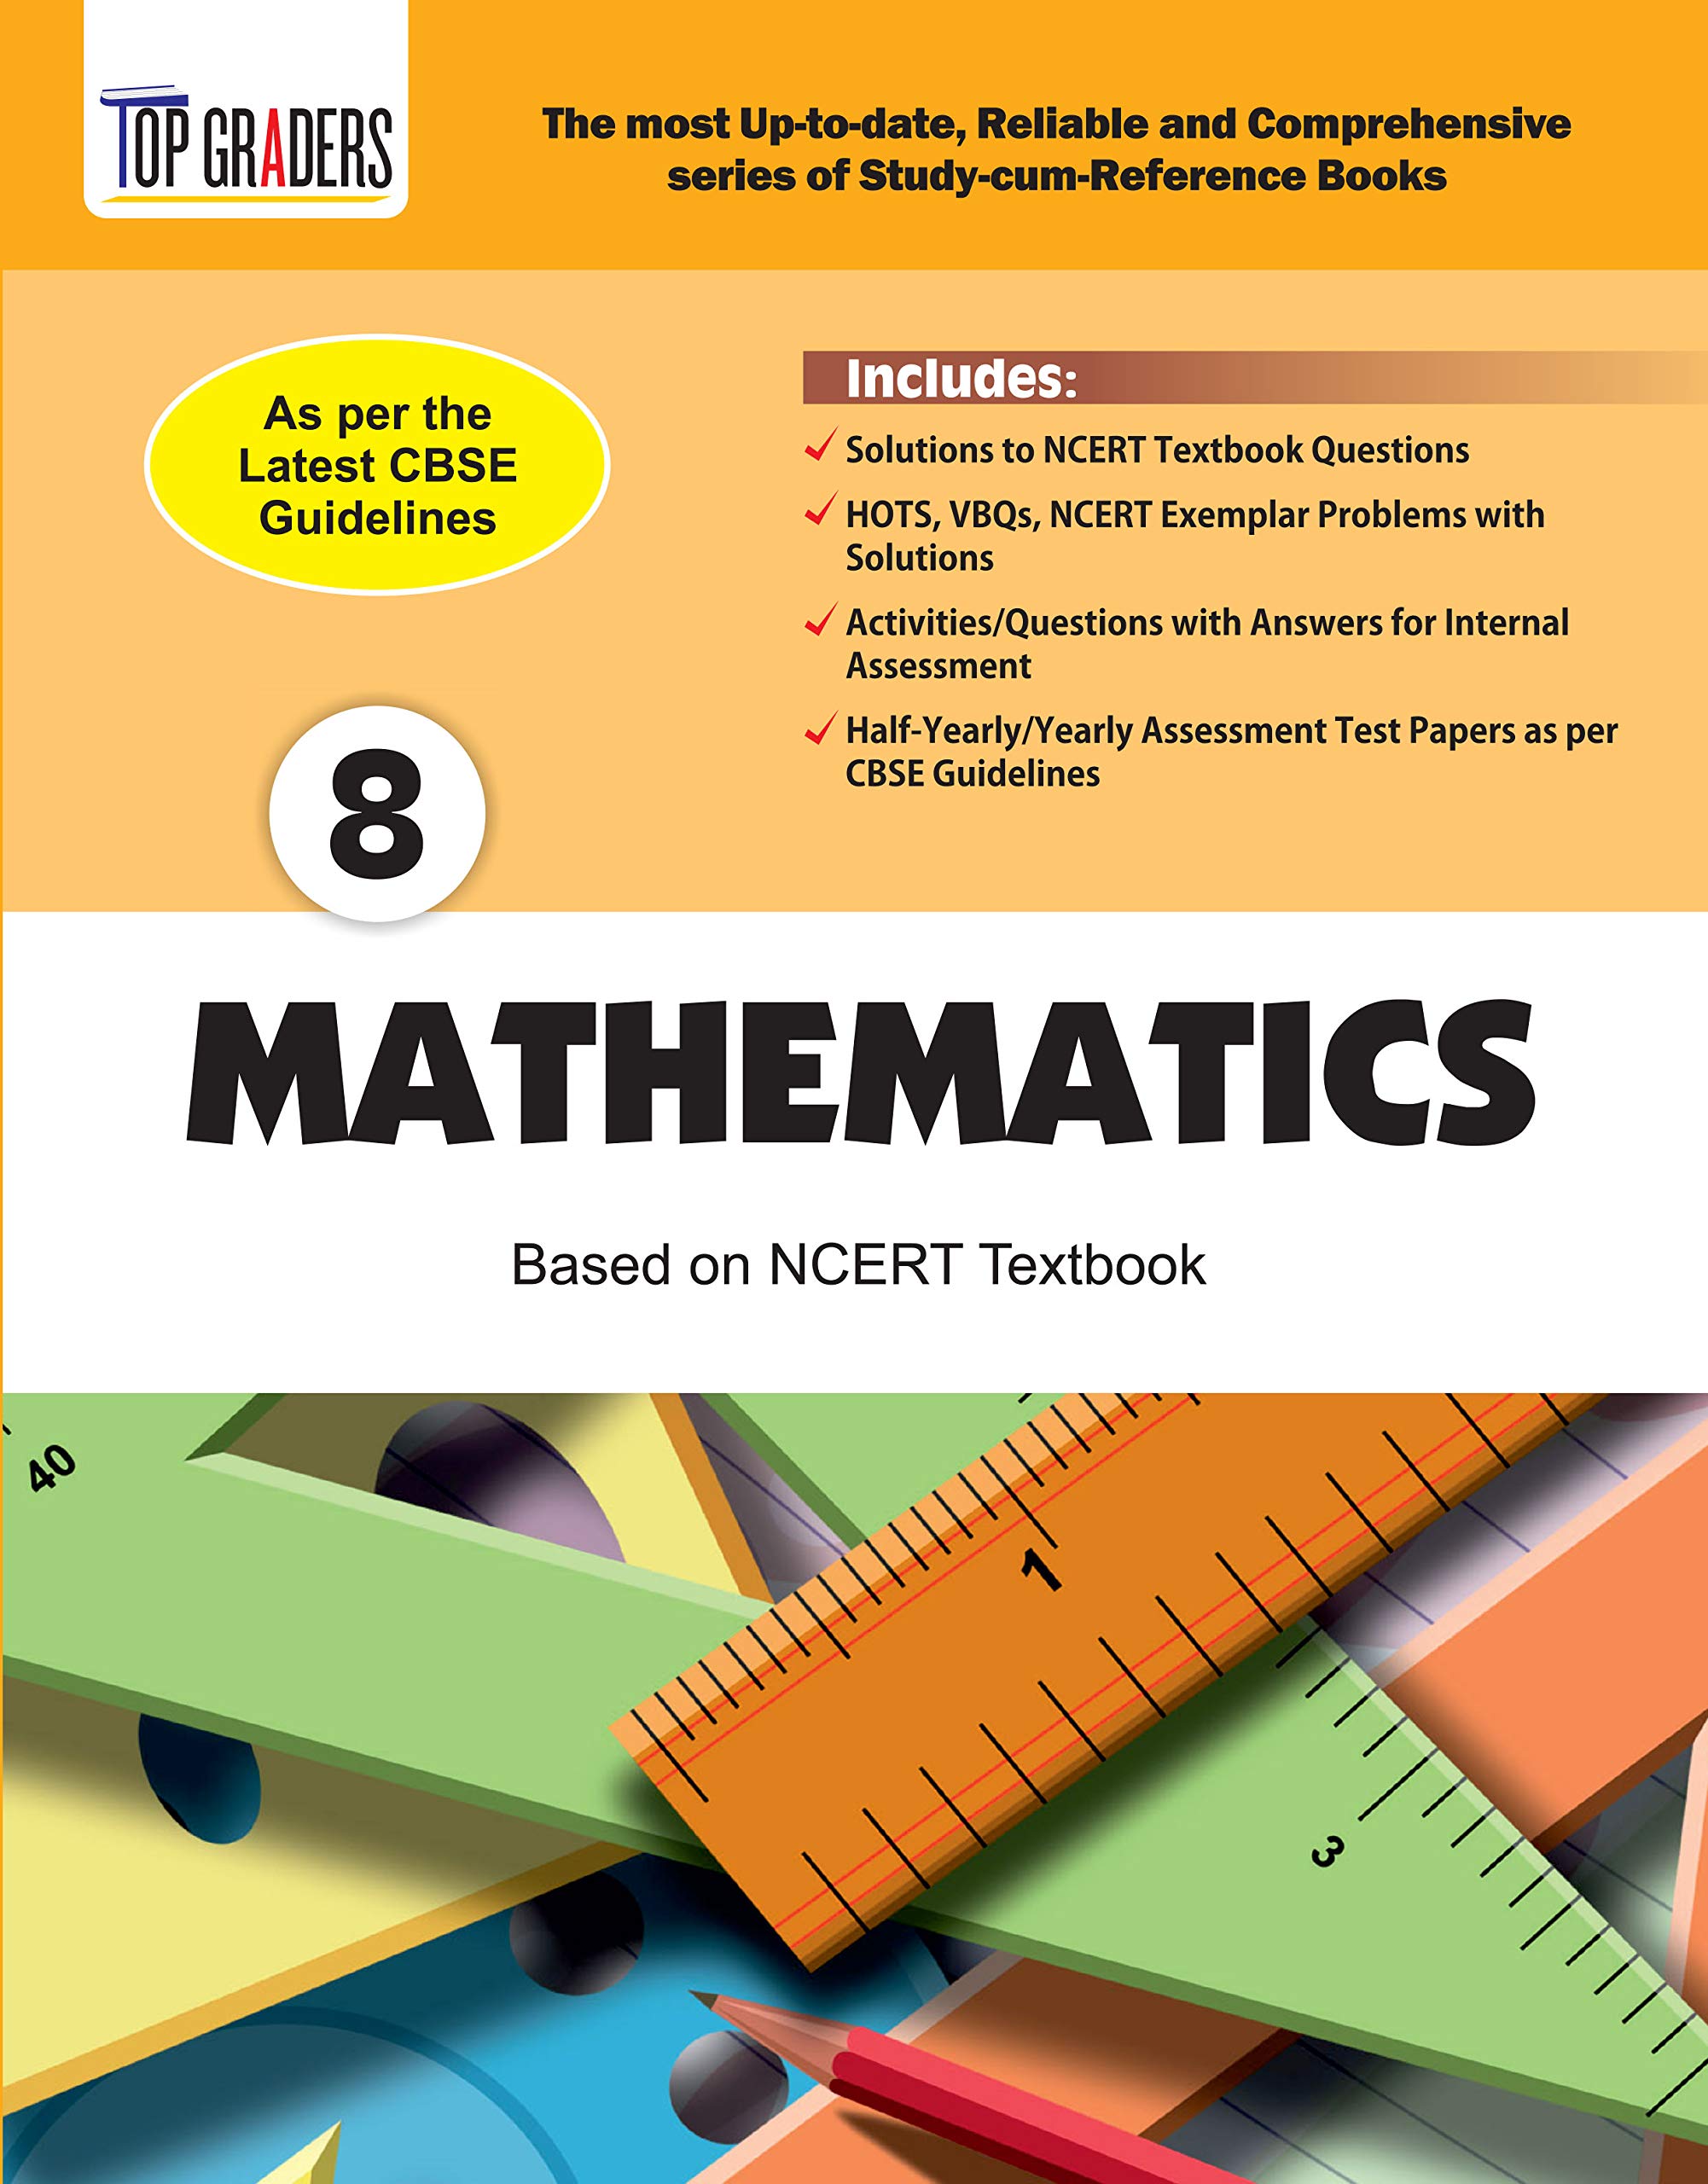 TOP GRADERS
The most Up-to-date, Reliable and Comprehensive
series of Study-cum-Reference Books
As per the
Latest CBSE
Guidelines
Includes:
Solutions to NCERT Textbook Questions
HOTS, VBQs, NCERT Exemplar Problems with
Solutions
Activities/Questions with Answers for Internal
Assessment
Half-Yearly/Yearly Assessment Test Papers as per
CBSE Guidelines
8
MATHEMATICS
Based on NCERT Textbook
40
1
3